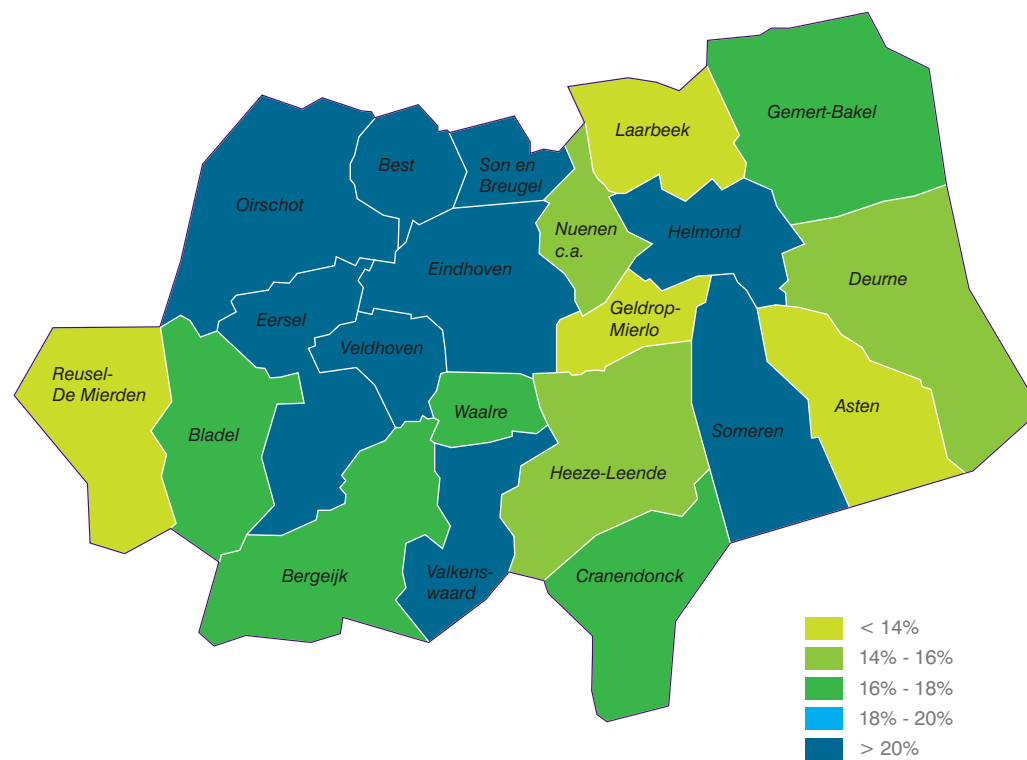 Gemert-Bakel
Laarbeek
Best
Son en
Breugel
Oirschot
Nuenen
c.a.
Helmond
Eindhoven
Deurne
Geldrop-
Mierlo
Eersel
Veldhoven
Reusel-
De Mierden
Waalre
Asten
Bladel
Someren
Heeze-Leende
Bergeijk
Valkens-
waard
Cranendonck
< 14%
14% - 16%
16% - 18%
18% - 20%
> 20%